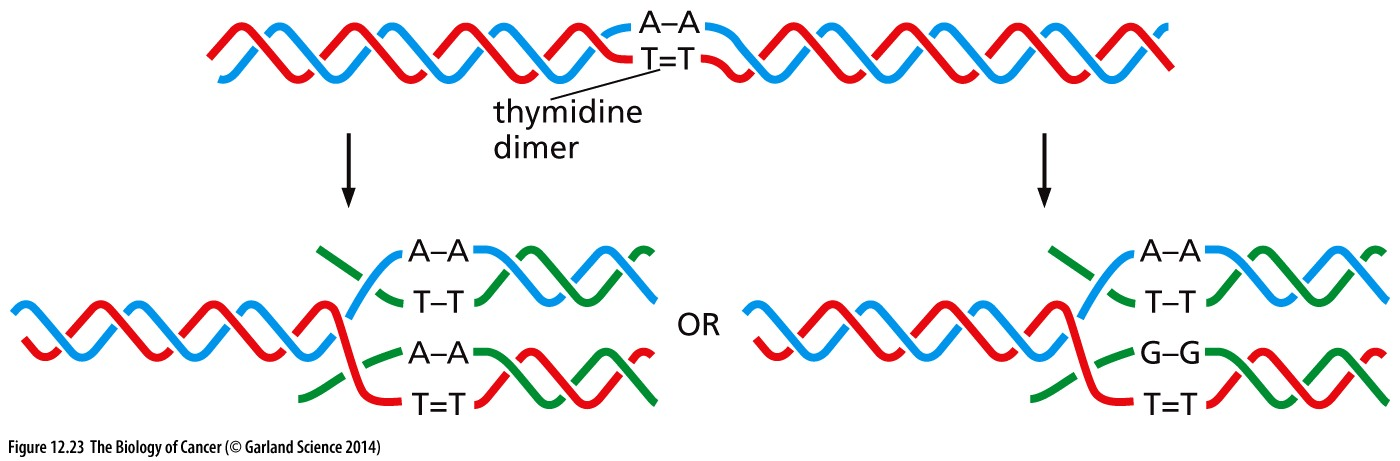 A–A
T=T
thymidine
dimer
A–A
T–T
A–A
T=T
OR
A–A
T–T
G–G
T=T
Figure 12.23 The Biology of Cancer (© Garland Science 2014)